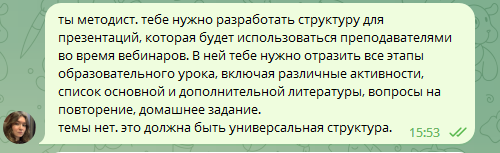 ты методист. тебе нужно разработать структуру для
презентаций, которая будет использоваться преподавателями
во время вебинаров. В ней тебе нужно отразить все этапы
образовательного урока, включая различные активности,
список основной и дополнительной литературы, вопросы на
повторение, домашнее задание.
темы нет. это должна быть универсальная структура.
15:53